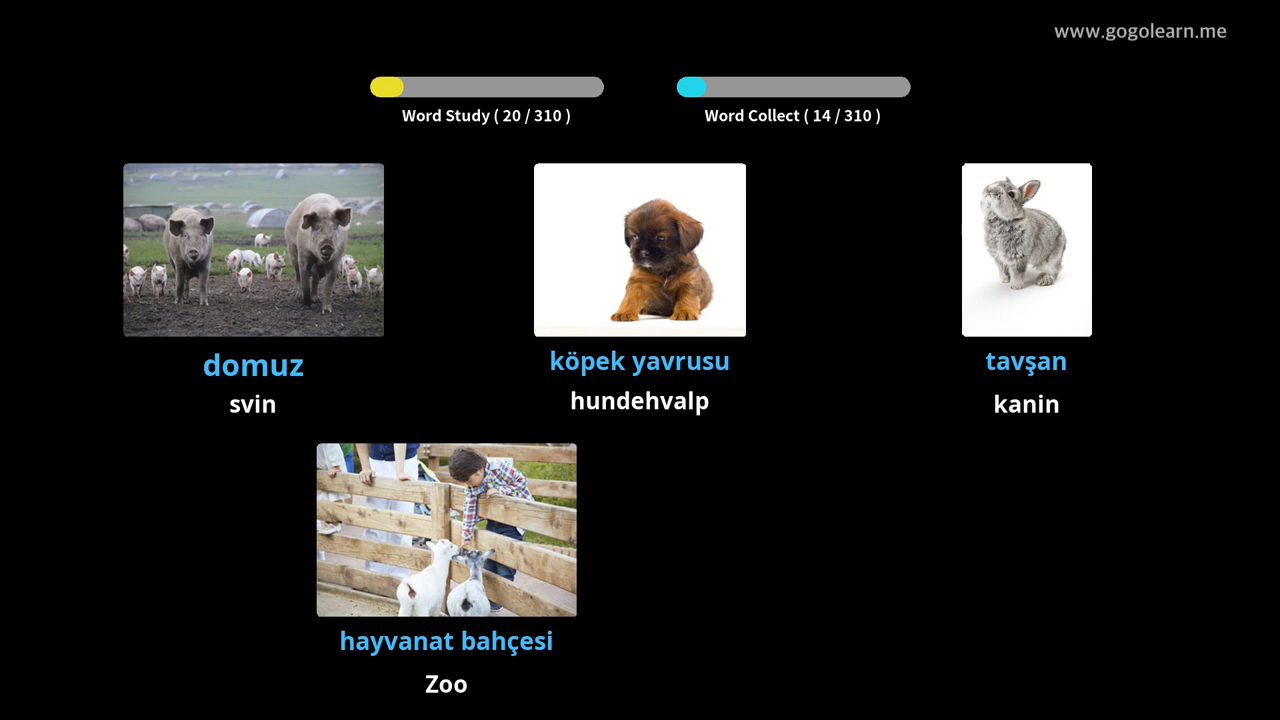 www.gogolearn.me
Word Study ( 20 / 310 )
Word Collect ( 14 / 310 )
domuz
svin
köpek yavrusu
hundehvalp
tavşan
kanin
hayvanat bahçesi
Zoo